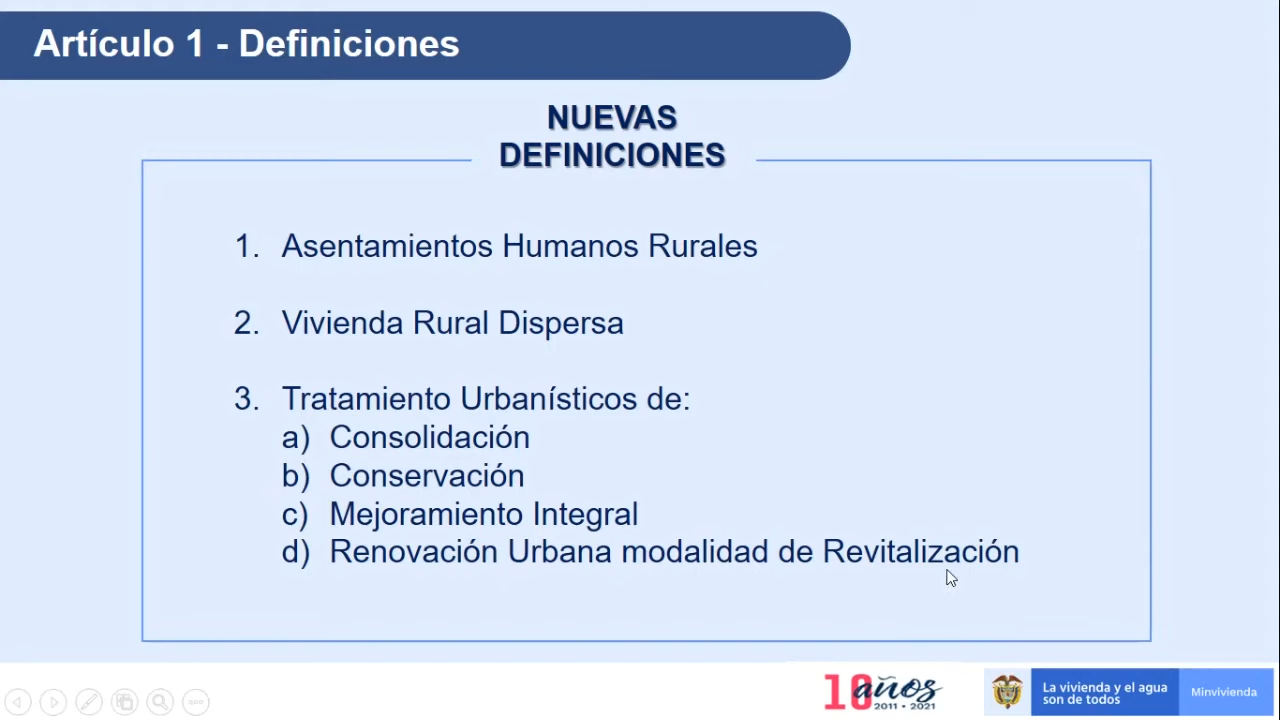 Artículo 1 - Definiciones
NUEVAS
DEFINICIONES
1. Asentamientos Humanos Rurales
2. Vivienda Rural Dispersa
3. Tratamiento Urbanísticos de:
a) Consolidación
b) Conservación
c) Mejoramiento Integral
d) Renovación Urbana modalidad de Revitalización
10 años
2011 • 2021
La vivienda y el agua
son de todos
Minvivienda